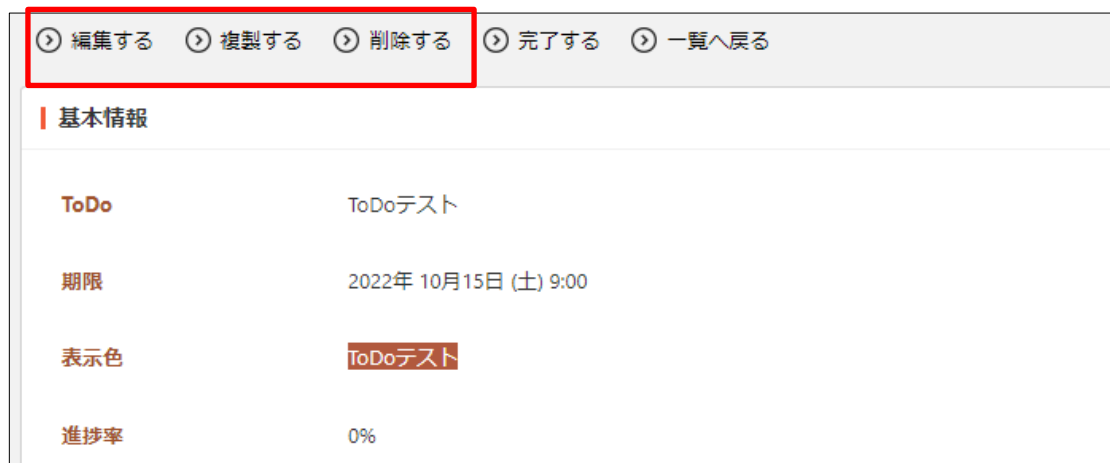 編集する 複製する 削除する 完了する 一覧へ戻る
基本情報
ToDo ToDoテスト
期限 2022年 10月15日 (土) 9:00
表示色 ToDoテスト
進捗率 0%